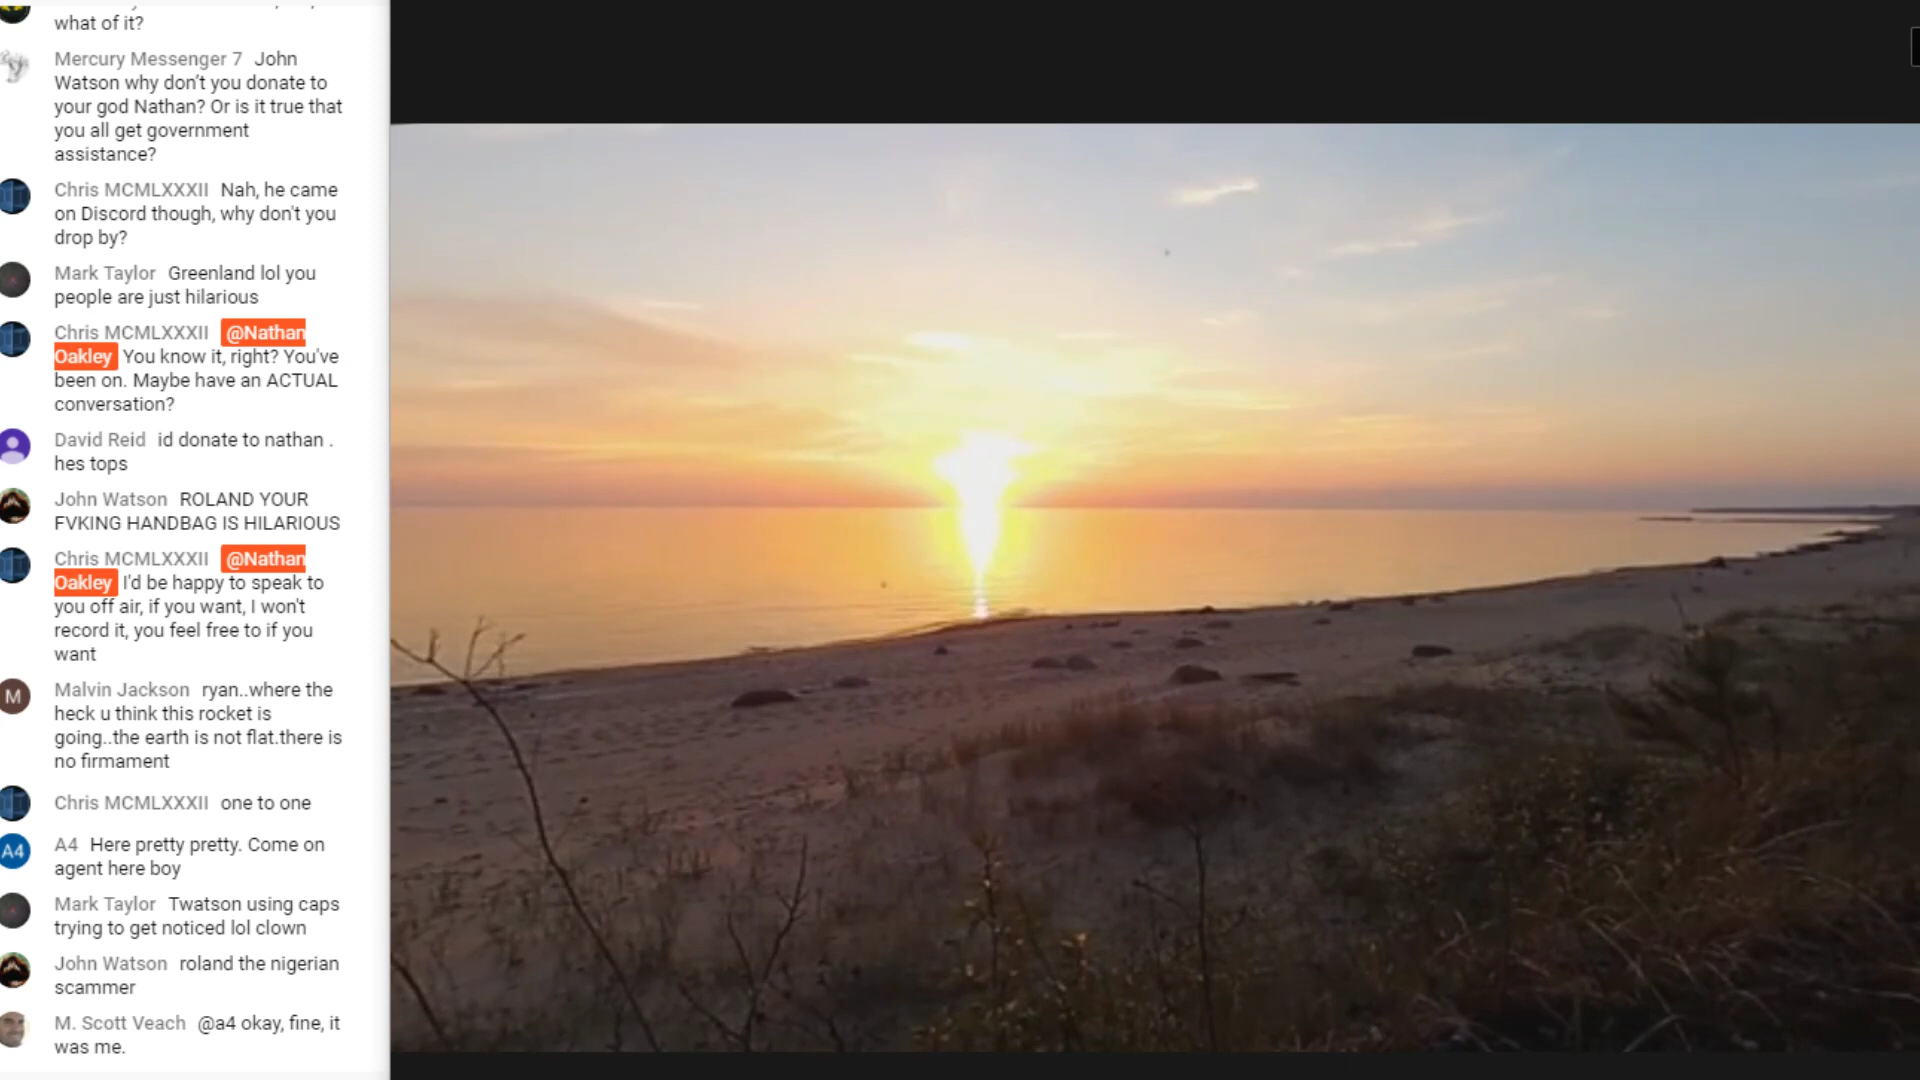 what of it?
Mercury Messenger 7 John
Watson why don't you donate to
your god Nathan? Or is it true that
you all get government
assistance?
Chris MCMLXXXII Nah, he came
on Discord though, why don't you
drop by?
Mark Taylor Greenland lol you
people are just hilarious
Chris MCMLXXXII @Nathan
Oakley You know it, right? You've
been on. Maybe have an ACTUAL
conversation?
David Reid id donate to nathan .
hes tops
John Watson ROLAND YOUR
FVKING HANDBAG IS HILARIOUS
Chris MCMLXXXII @Nathan
Oakley I'd be happy to speak to
you off air, if you want, I won't
record it, you feel free to if you
want
M
Malvin Jackson ryan..where the
heck u think this rocket is
going..the earth is not flat.there is
no firmament
Chris MCMLXXXII one to one
A4
A4 Here pretty pretty. Come on
agent here boy
Mark Taylor Twatson using caps
trying to get noticed lol clown
John Watson roland the nigerian
scammer
M. Scott Veach @a4 okay, fine, it
was me.